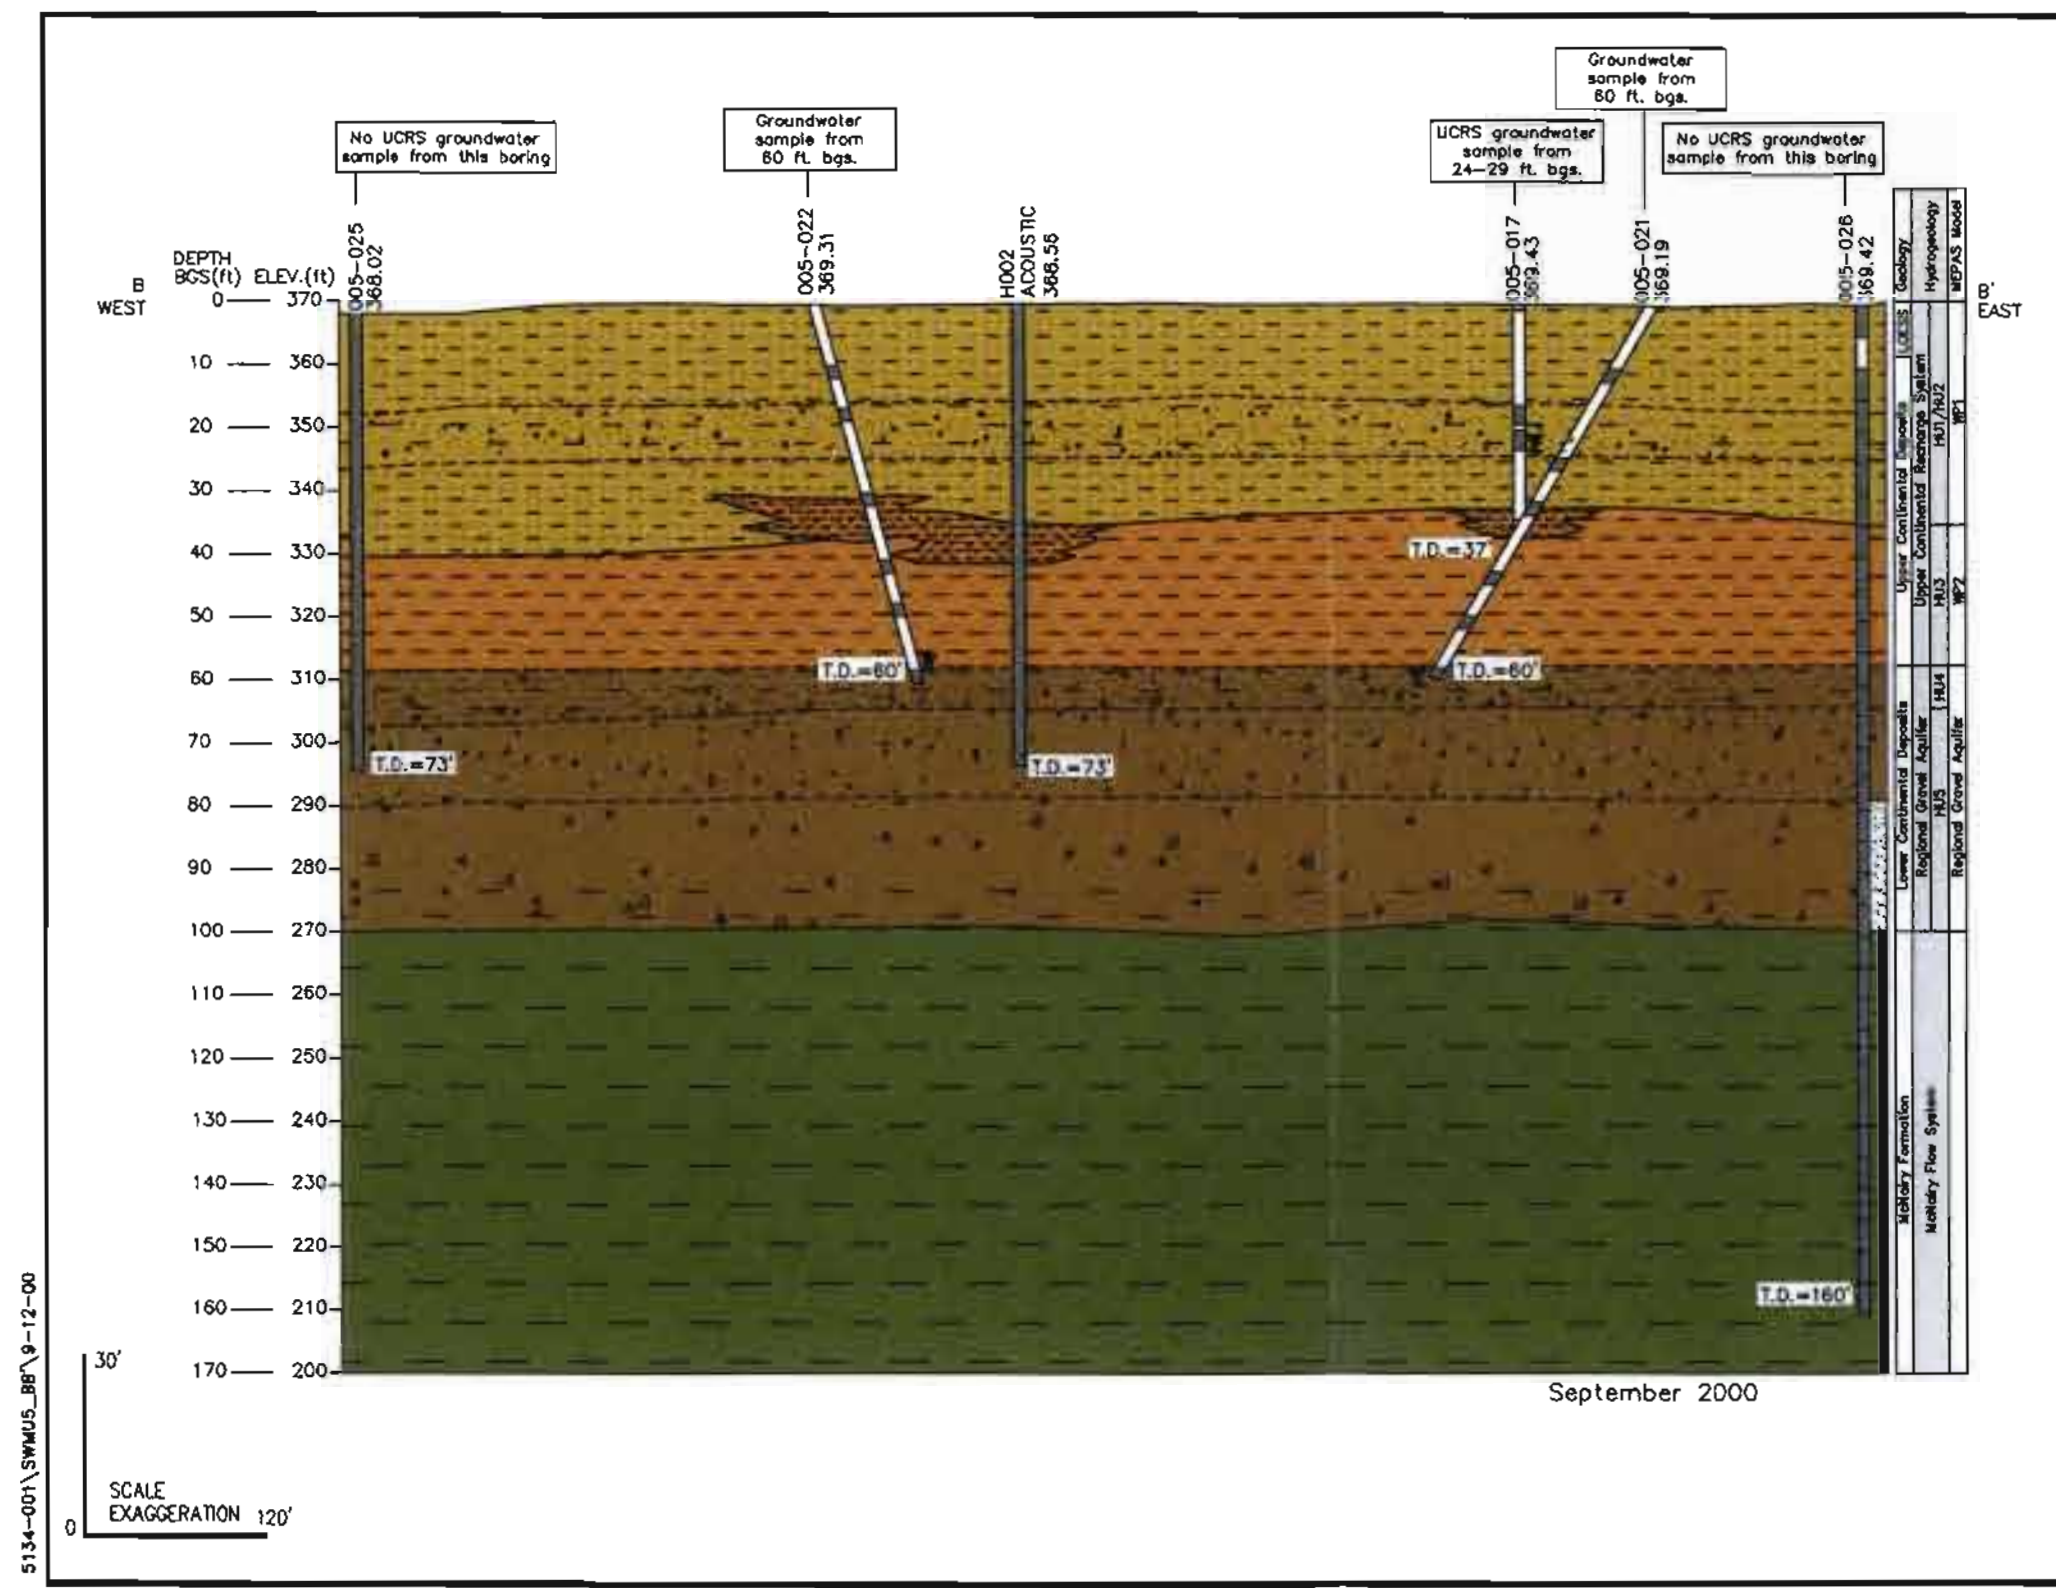 Groundwater
sample from
60 ft. bgs.
No UCRS groundwater
sample from this boring
Groundwater
sample from
60 ft. bgs.
UCRS groundwater
sample from
24-29 ft. bgs.
No UCRS groundwater
sample from this boring
005-025
368.02
005-022
369.31
H002
ACOUSTIC
368.56
005-017
369.43
005-021
369.19
005-026
369.42
Geology
Hydrogeology
MEPAS Model
DEPTH
BGS(ft) ELEV.(ft)
B
WEST
B'
EAST
0 370
10 360
20 350
30 340
40 330
50 320
60 310
70 300
80 290
90 280
100 270
110 260
120 250
130 240
140 230
150 220
160 210
170 200
T.D.=37'
T.D.=60'
T.D.=60'
T.D.=73'
T.D.=73'
T.D.=160'
LOESS
Upper Continental Deposits
Upper Continental Recharge System
HU1/HU2
WP1
HU3
WP2
Lower Continental Deposits
Regional Gravel Aquifer
HU4
HU5
Regional Gravel Aquifer
McNairy Formation
McNairy Flow System
September 2000
30'
SCALE
EXAGGERATION 120'
0
5134-001\SWMU5_BB'\9-12-00